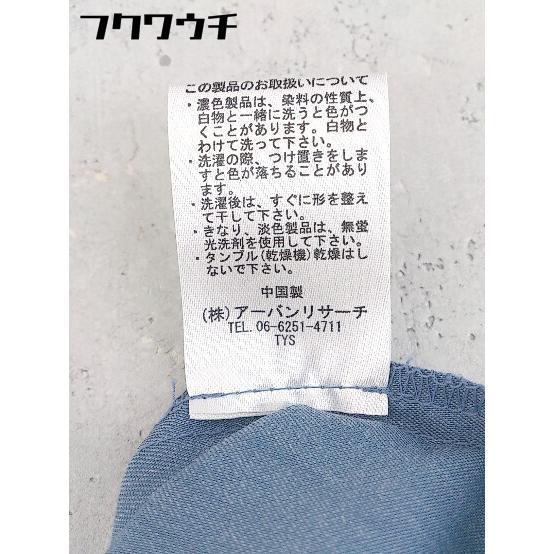 フクワウチ
この製品のお取扱いについて
・濃色製品は、染料の性質上、
白物と一緒に洗うと色がつ
くことがあります。白物と
わけて洗って下さい。
・洗濯の際、つけ置きをしま
すと色が落ちることがあり
ます。
・洗濯後は、すぐに形を整え
て干して下さい。
・きなり、淡色製品は、無蛍
光洗剤を使用して下さい。
・タンブル(乾燥機)乾燥はし
ないで下さい。
中国製
(株)アーバンリサーチ
TEL. 06-6251-4711
TYS